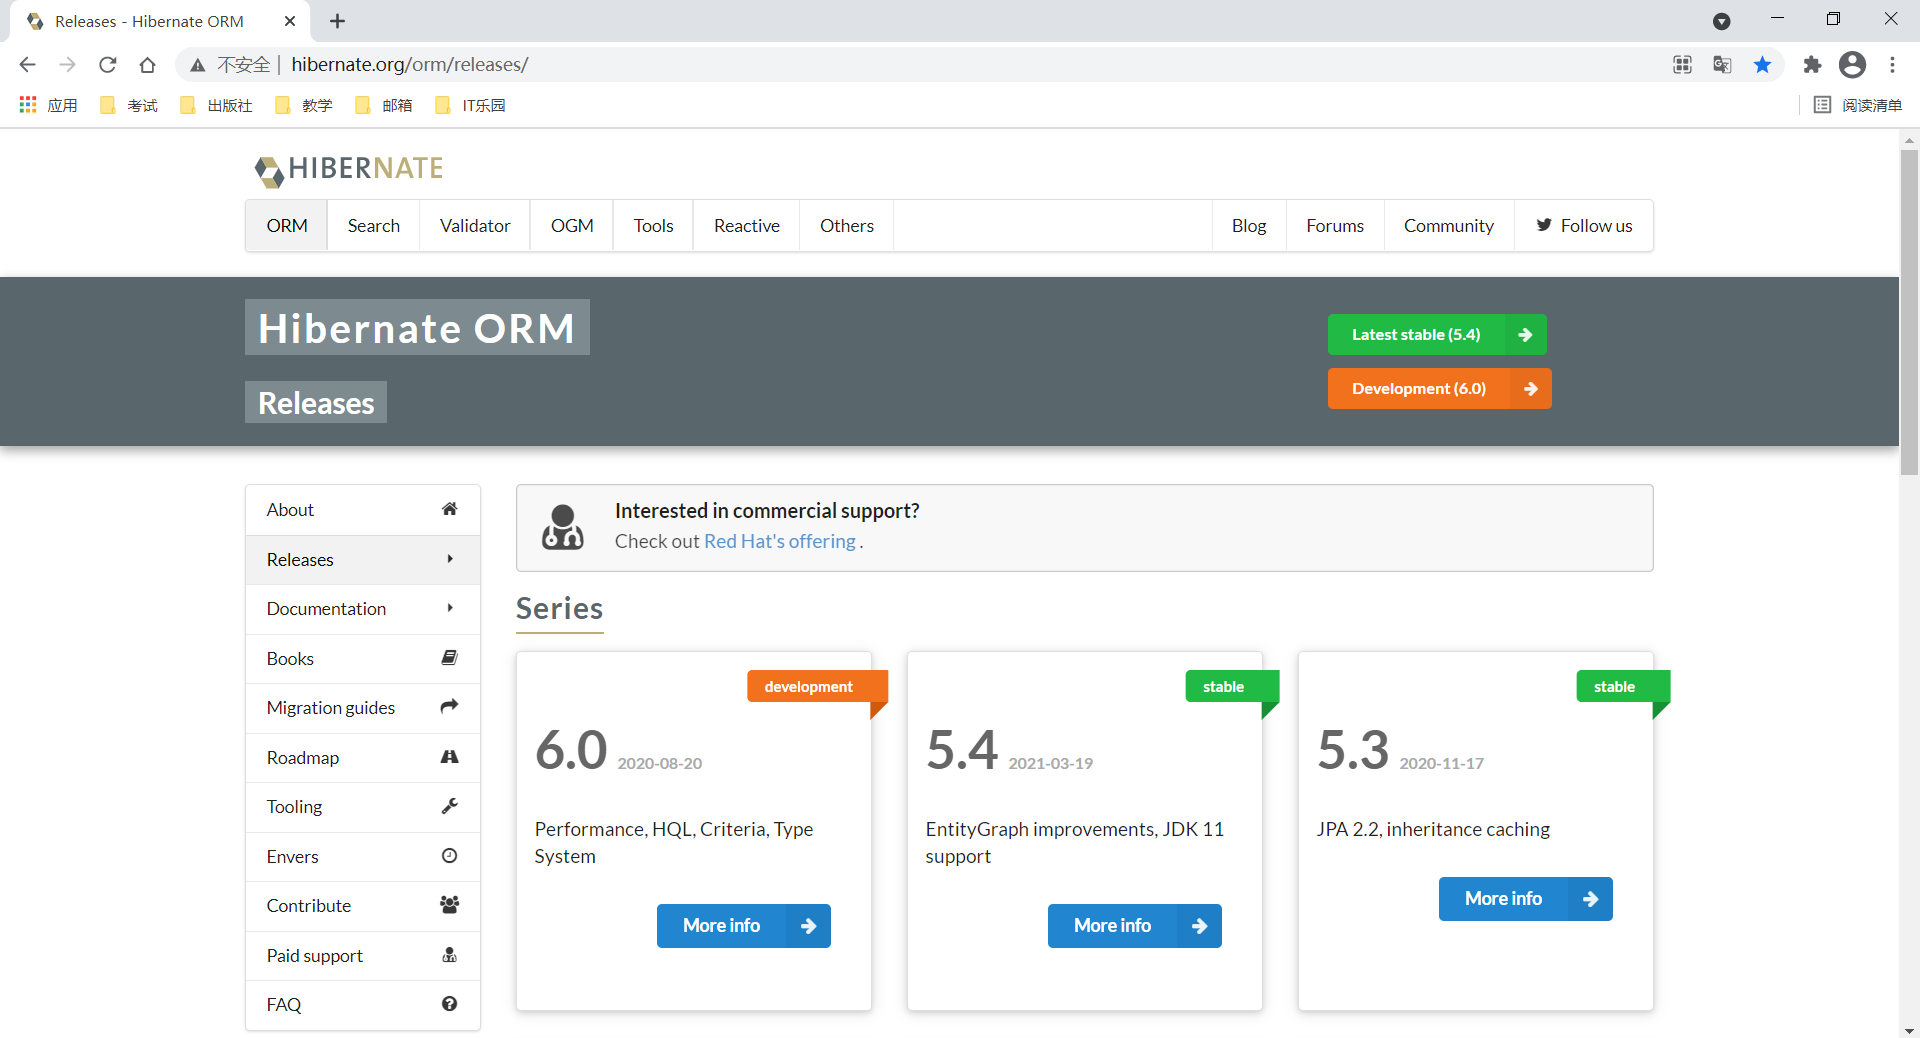 Releases - Hibernate ORM
不安全 | hibernate.org/orm/releases/
应用 考试 出版社 教学 邮箱 IT乐园 阅读清单
HIBERNATE
ORM Search Validator OGM Tools Reactive Others Blog Forums Community Follow us
Hibernate ORM
Latest stable (5.4)
Development (6.0)
Releases
About
Releases
Documentation
Books
Migration guides
Roadmap
Tooling
Envers
Contribute
Paid support
FAQ
Interested in commercial support?
Check out Red Hat's offering .
Series
development
6.0 2020-08-20
Performance, HQL, Criteria, Type
System
More info
stable
5.4 2021-03-19
EntityGraph improvements, JDK 11
support
More info
stable
5.3 2020-11-17
JPA 2.2, inheritance caching
More info